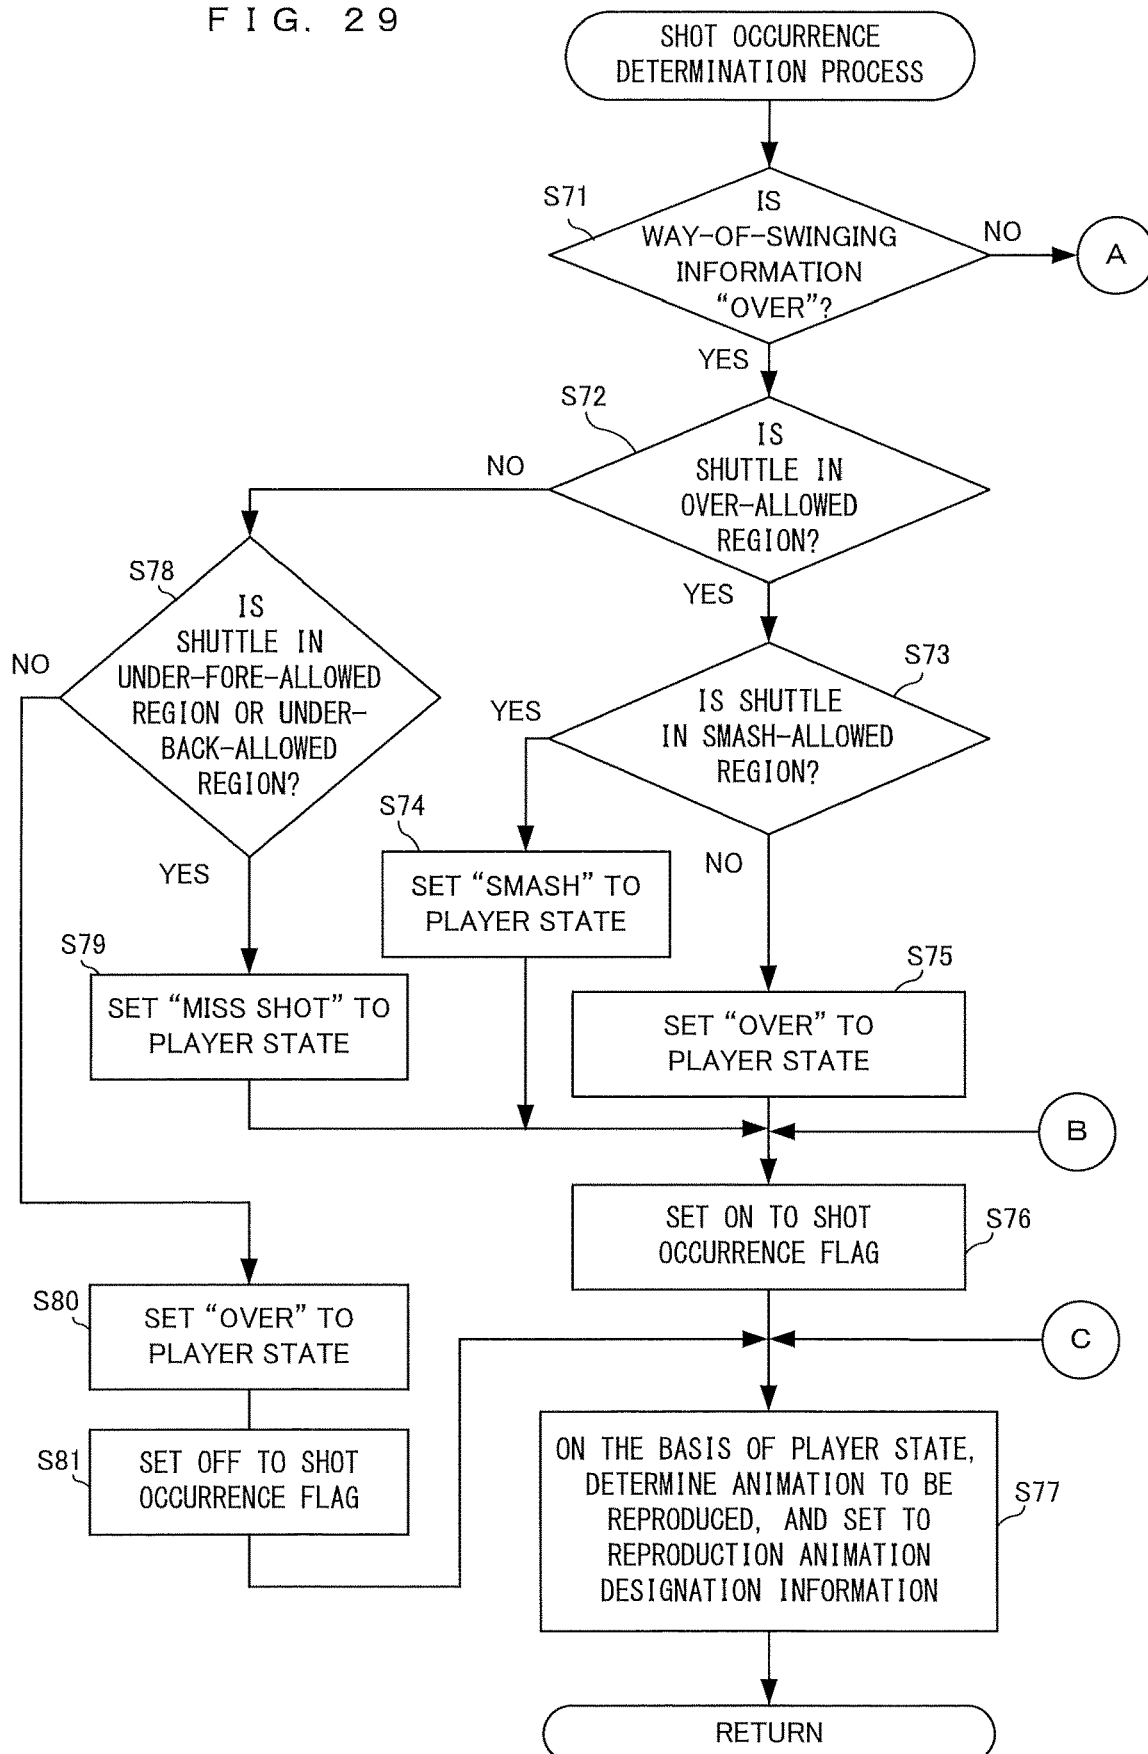 FIG. 29
SHOT OCCURRENCE
DETERMINATION PROCESS
S71
IS
WAY-OF-SWINGING
INFORMATION
“OVER”?
NO
A
YES
S72
IS
SHUTTLE IN
OVER-ALLOWED
REGION?
NO
YES
S78
IS
SHUTTLE IN
UNDER-FORE-ALLOWED
REGION OR UNDER-
BACK-ALLOWED
REGION?
NO
YES
S73
IS SHUTTLE
IN SMASH-ALLOWED
REGION?
YES
NO
S74
SET “SMASH” TO
PLAYER STATE
S79
SET “MISS SHOT” TO
PLAYER STATE
S75
SET “OVER” TO
PLAYER STATE
B
SET ON TO SHOT
OCCURRENCE FLAG
S76
S80
SET “OVER” TO
PLAYER STATE
C
S81
SET OFF TO SHOT
OCCURRENCE FLAG
ON THE BASIS OF PLAYER STATE,
DETERMINE ANIMATION TO BE
REPRODUCED, AND SET TO
REPRODUCTION ANIMATION
DESIGNATION INFORMATION
S77
RETURN